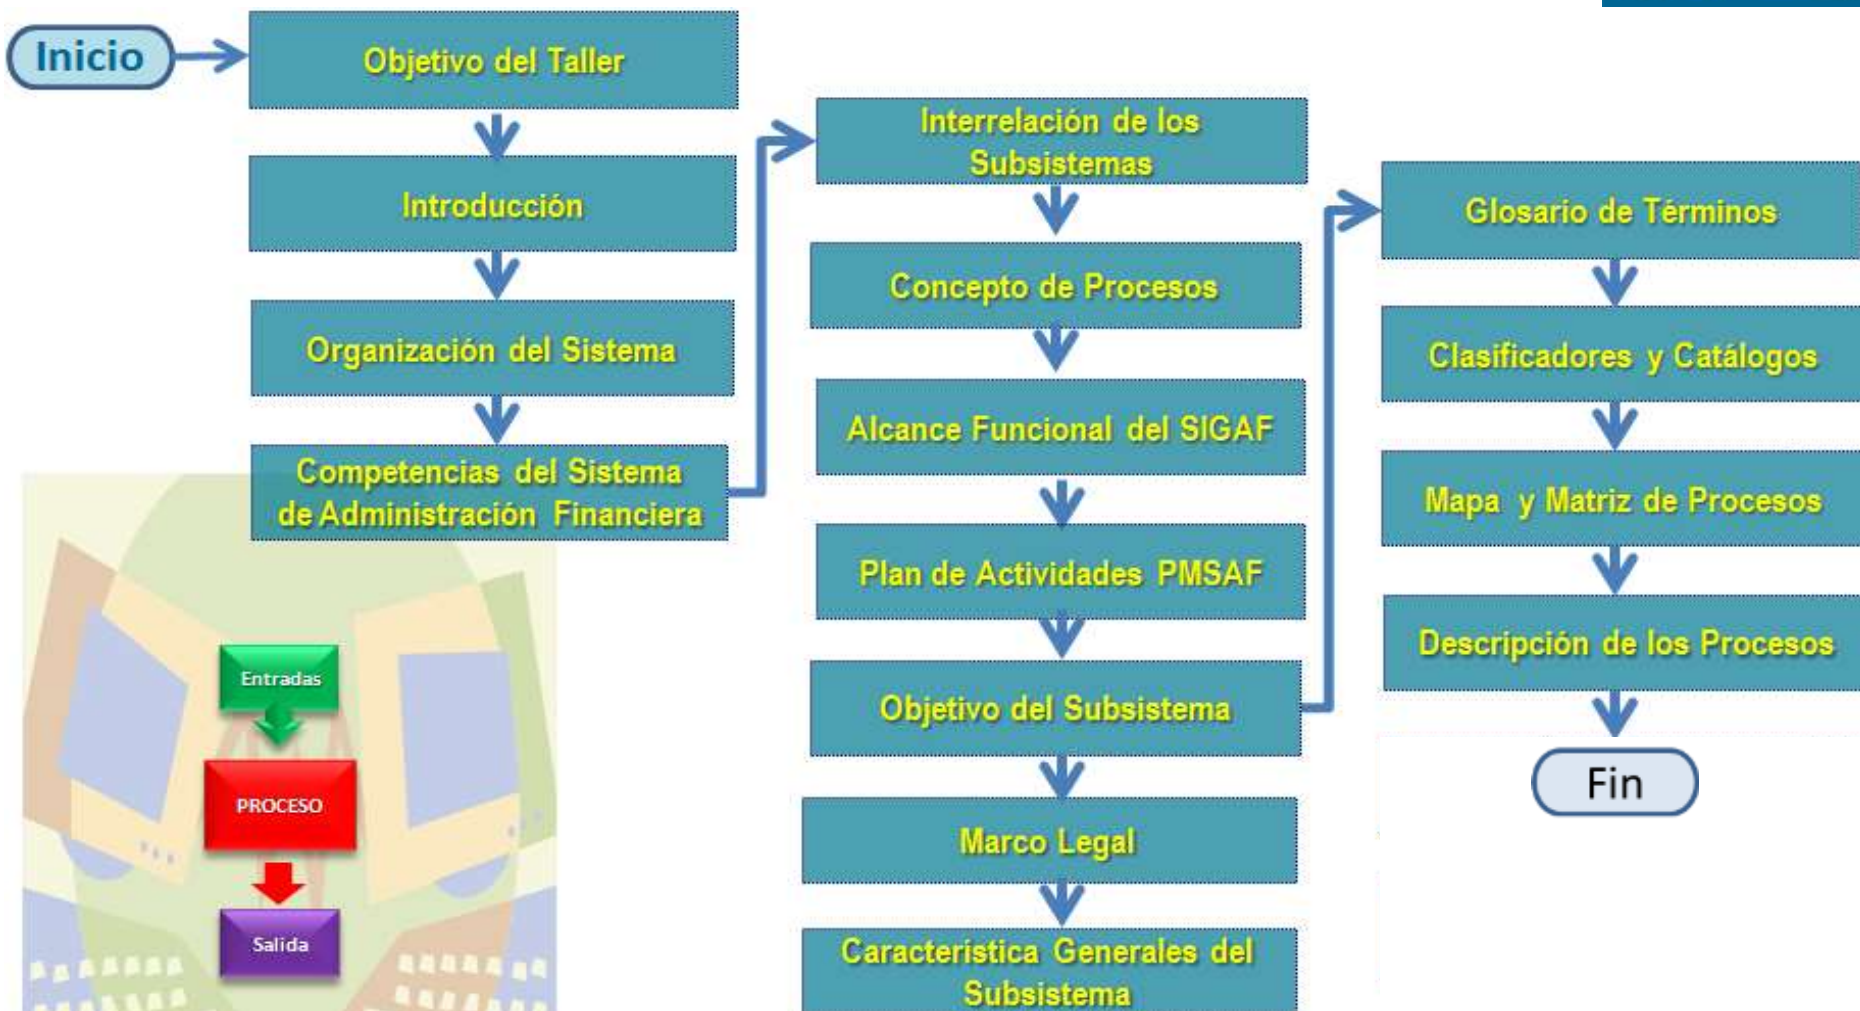 Inicio
Objetivo del Taller
Introducción
Organización del Sistema
Competencias del Sistema
de Administración Financiera
Interrelación de los
Subsistemas
Concepto de Procesos
Alcance Funcional del SIGAF
Plan de Actividades PMSAF
Objetivo del Subsistema
Marco Legal
Característica Generales del
Subsistema
Glosario de Términos
Clasificadores y Catálogos
Mapa y Matriz de Procesos
Descripción de los Procesos
Fin
Entradas
PROCESO
Salida